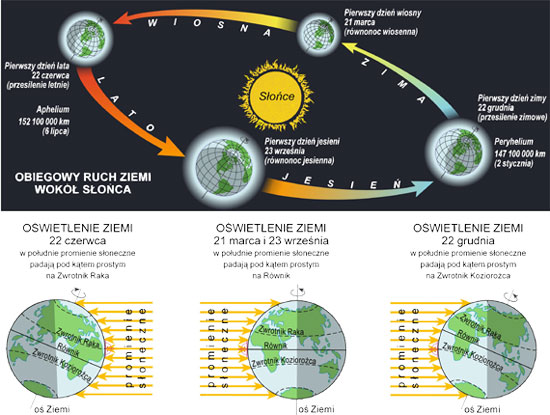 WIOSNA
Pierwszy dzień wiosny
21 marca
(równonoc wiosenna)
Pierwszy dzień lata
22 czerwca
(przesilenie letnie)
Aphelium
152 100 000 km
(6 lipca)
LATO
Słońce
ZIMA
Pierwszy dzień zimy
22 grudnia
(przesilenie zimowe)
Peryhelium
147 100 000 km
(2 stycznia)
Pierwszy dzień jesieni
23 września
(równonoc jesienna)
JESIEŃ
OBIEGOWY RUCH ZIEMI
WOKÓŁ SŁOŃCA
OŚWIETLENIE ZIEMI
22 czerwca
w południe promienie słoneczne
padają pod kątem prostym
na Zwrotnik Raka
Zwrotnik Raka
Równik
Zwrotnik Koziorożca
promienie
słoneczne
oś Ziemi
OŚWIETLENIE ZIEMI
21 marca i 23 września
w południe promienie słoneczne
padają pod kątem prostym
na Równik
promienie
słoneczne
Zwrotnik Raka
Równik
Zwrotnik Koziorożca
oś Ziemi
OŚWIETLENIE ZIEMI
22 grudnia
w południe promienie słoneczne
padają pod kątem prostym
na Zwrotnik Koziorożca
promienie
słoneczne
Zwrotnik Raka
Równik
Zwrotnik Koziorożca
oś Ziemi